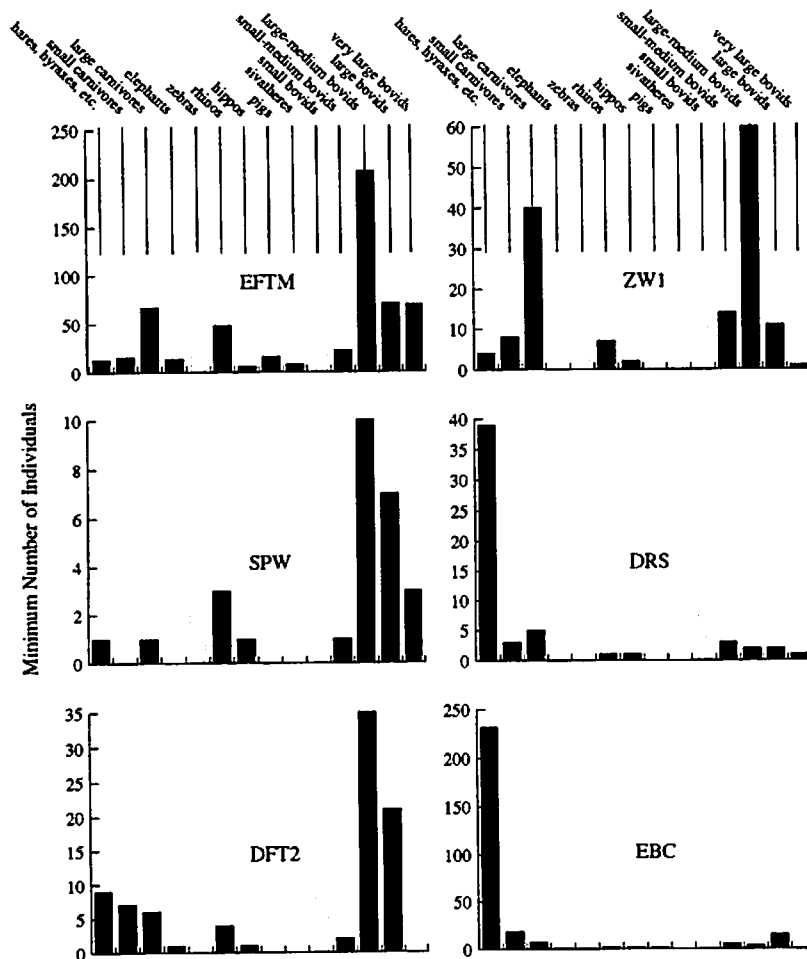 hares, hyraxes, etc.
small carnivores
large carnivores
elephants
zebras
rhinos
hippos
pigs
sivatheres
small bovids
small-medium bovids
large-medium bovids
large bovids
very large bovids
hares, hyraxes, etc.
small carnivores
large carnivores
elephants
zebras
rhinos
hippos
pigs
sivatheres
small bovids
small-medium bovids
large-medium bovids
large bovids
very large bovids
Minimum Number of Individuals
250
200
150
100
50
0
EFTM
60
50
40
30
20
10
0
ZW1
10
8
6
4
2
0
SPW
40
35
30
25
20
15
10
5
0
DRS
35
30
25
20
15
10
5
0
DFT2
250
200
150
100
50
0
EBC